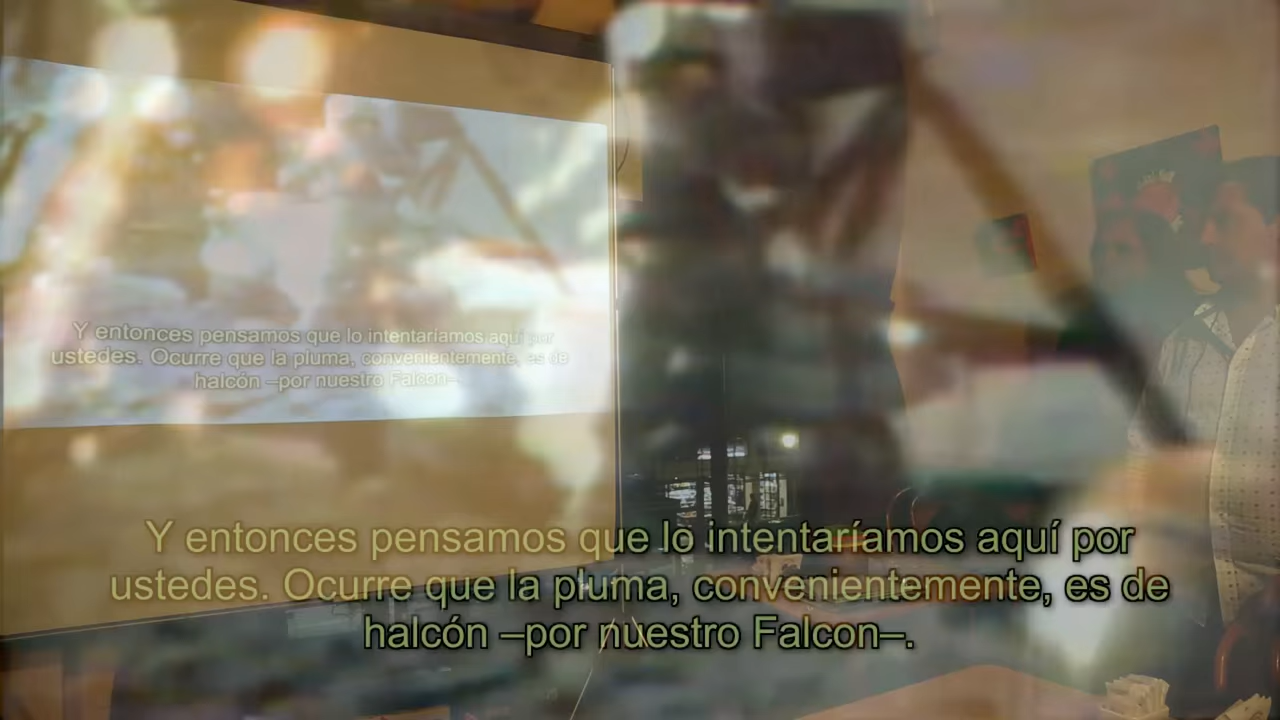 Y entonces pensamos que lo intentaríamos aquí por
ustedes. Ocurre que la pluma, convenientemente, es de
halcón –por nuestro Falcon–
Y entonces pensamos que lo intentaríamos aquí por
ustedes. Ocurre que la pluma, convenientemente, es de
halcón –por nuestro Falcon–.